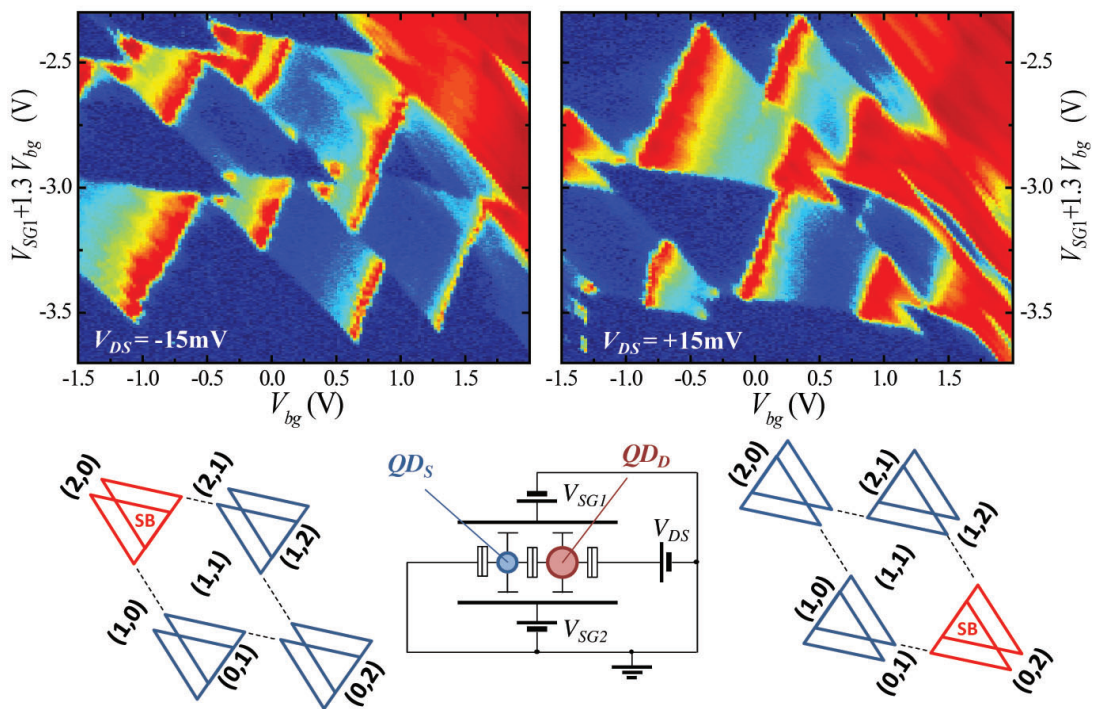 -2.5
-3.0
-3.5
V_SG1+1.3 V_bg (V)
V_DS = -15mV
-1.5 -1.0 -0.5 0.0 0.5 1.0 1.5
V_bg (V)
V_DS = +15mV
-1.5 -1.0 -0.5 0.0 0.5 1.0 1.5
V_bg (V)
-2.5
-3.0
-3.5
V_SG1+1.3 V_bg (V)
(2,0)
(2,1)
SB
(1,2)
(1,1)
(1,0)
(0,1)
(0,2)
QD_S
QD_D
V_SG1
V_DS
V_SG2
(2,0)
(2,1)
(1,2)
(1,1)
(1,0)
SB
(0,1)
(0,2)